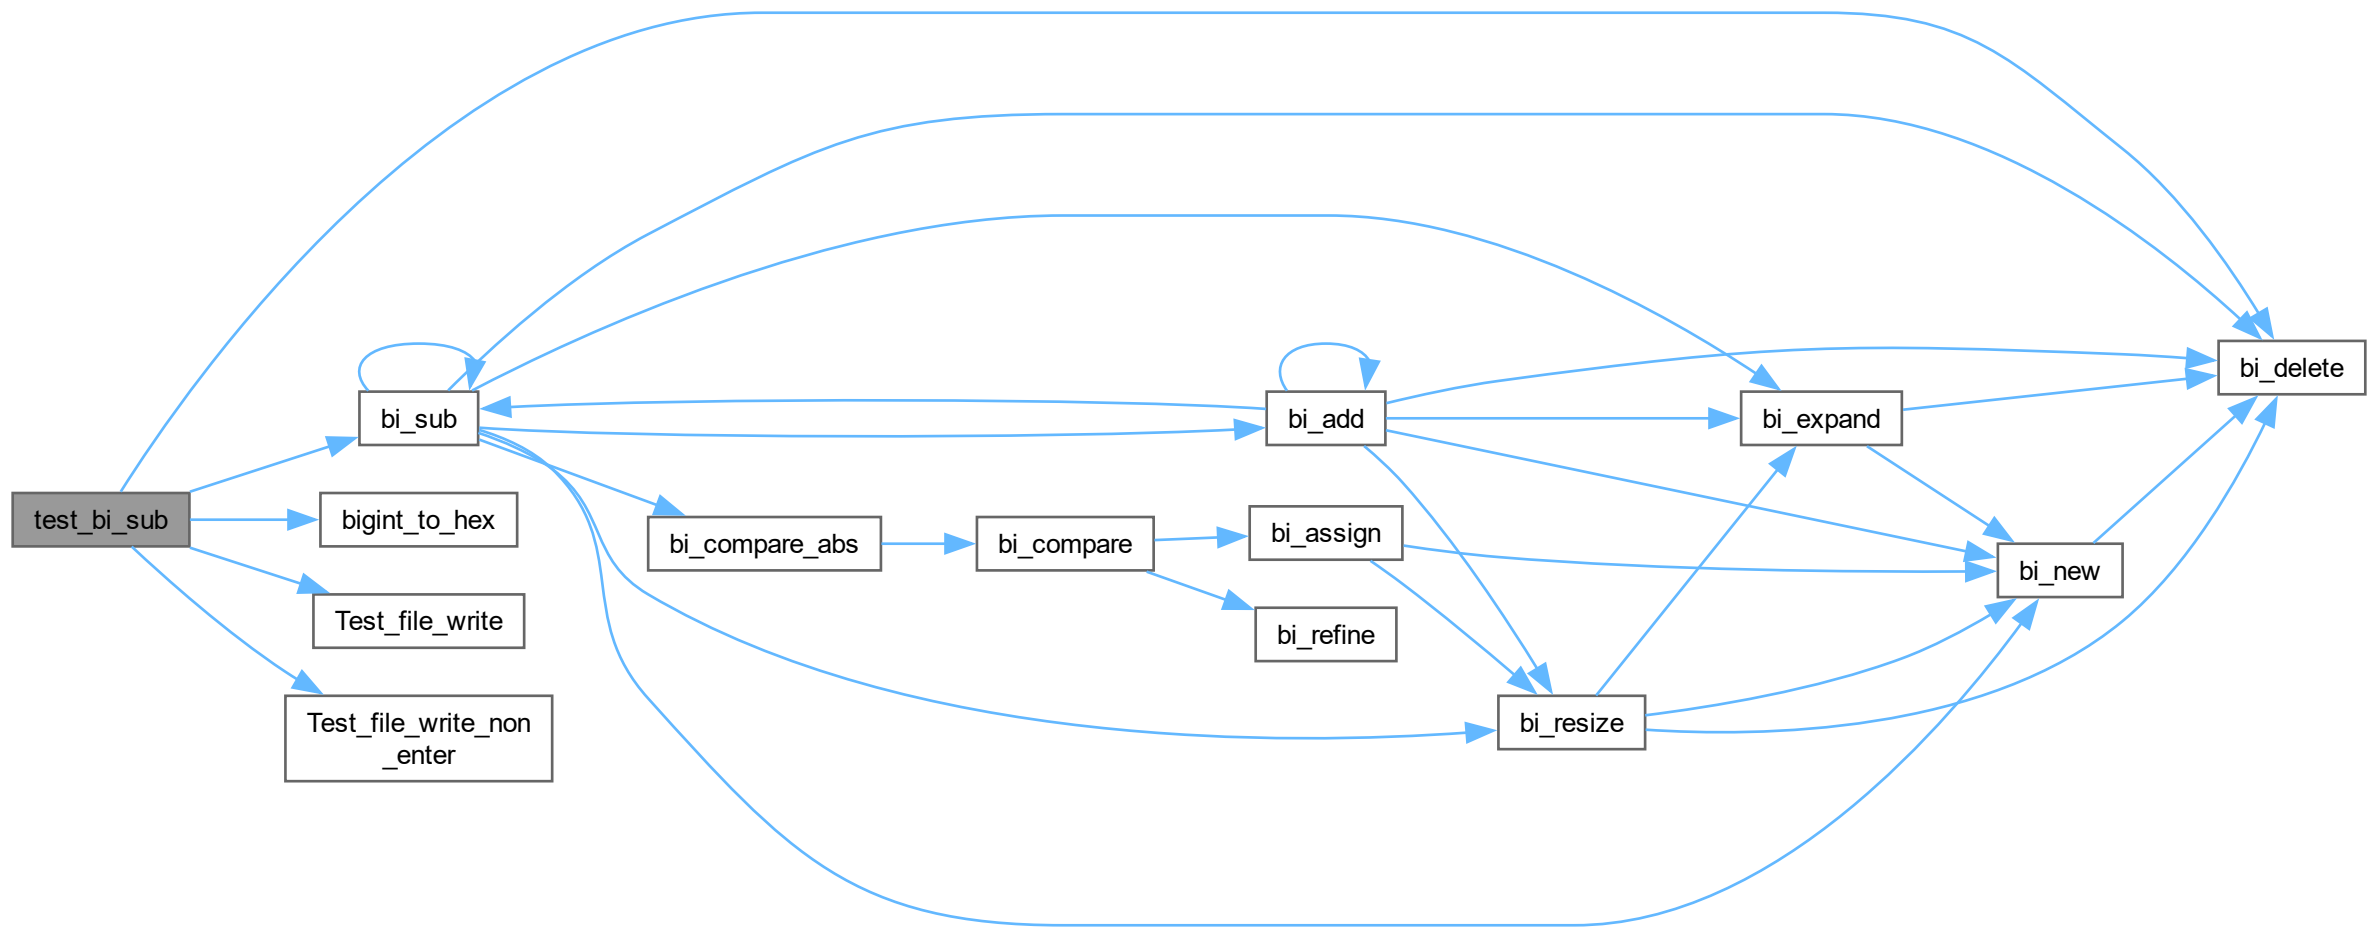 test_bi_sub
bi_sub
bigint_to_hex
Test_file_write
Test_file_write_non
_enter
bi_compare_abs
bi_compare
bi_add
bi_assign
bi_refine
bi_resize
bi_expand
bi_new
bi_delete